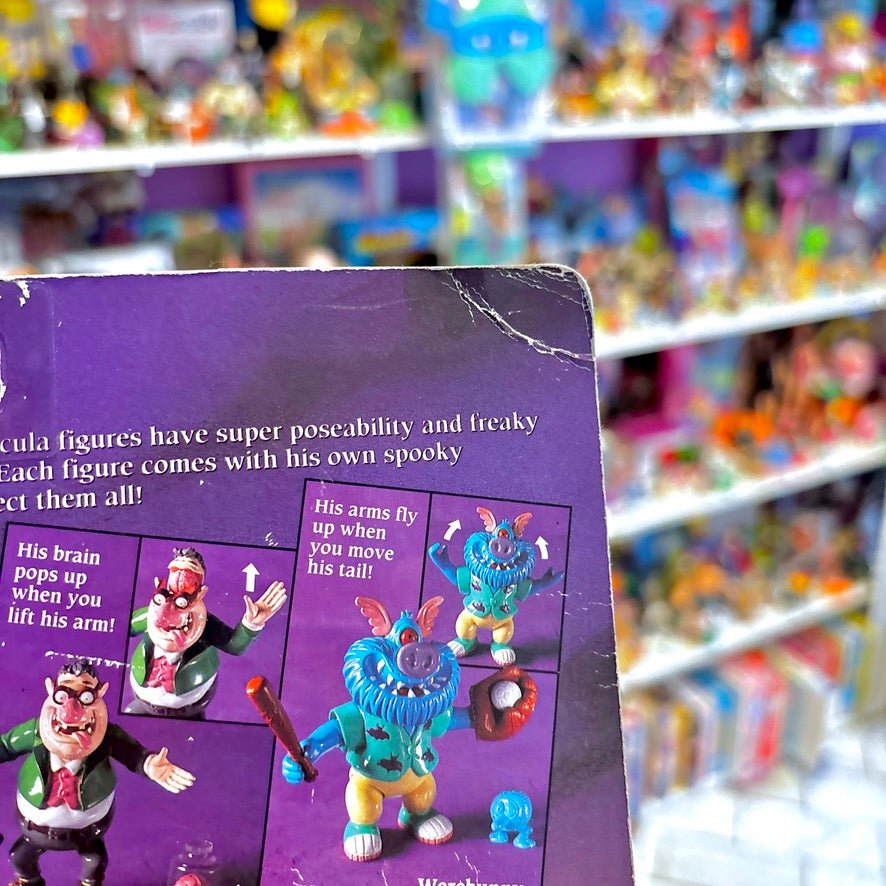 cula figures have super poseability and freaky
Each figure comes with his own spooky
ect them all!
His brain
pops up
when you
lift his arm!
His arms fly
up when
you move
his tail!